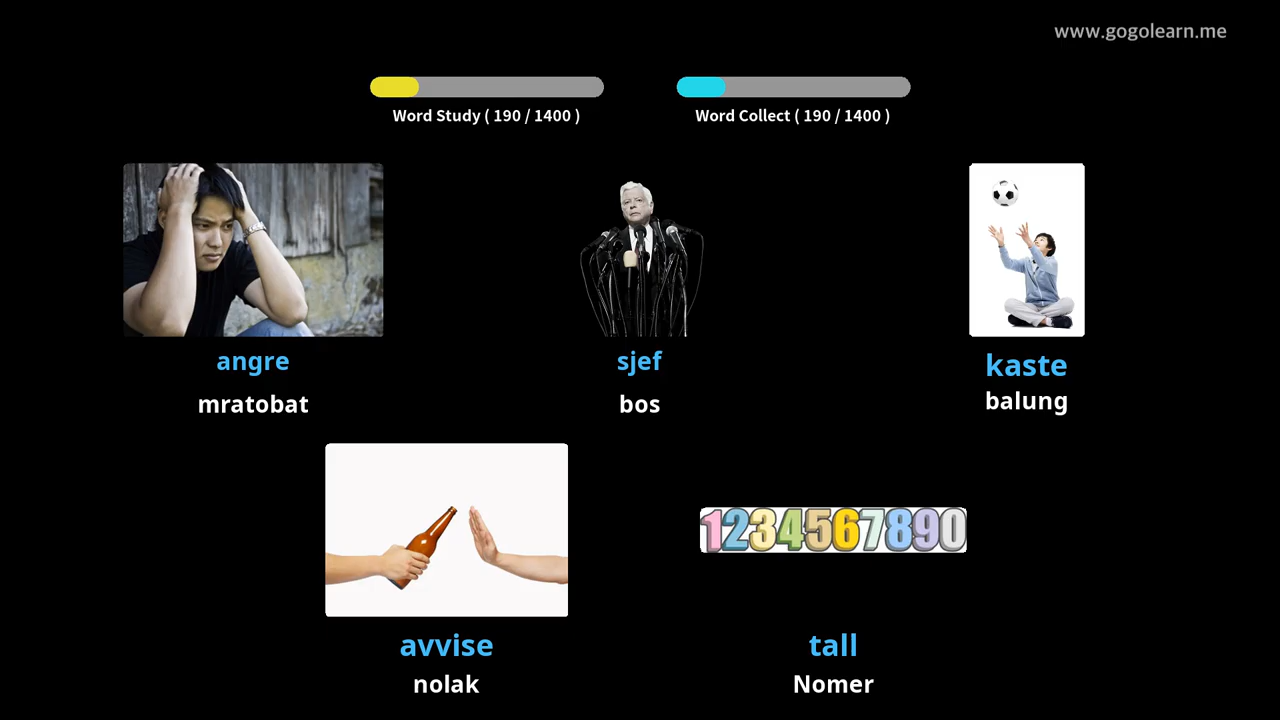 www.gogolearn.me
Word Study ( 190 / 1400 )
Word Collect ( 190 / 1400 )
angre
mratobat
sjef
bos
kaste
balung
1234567890
avvise
nolak
tall
Nomer